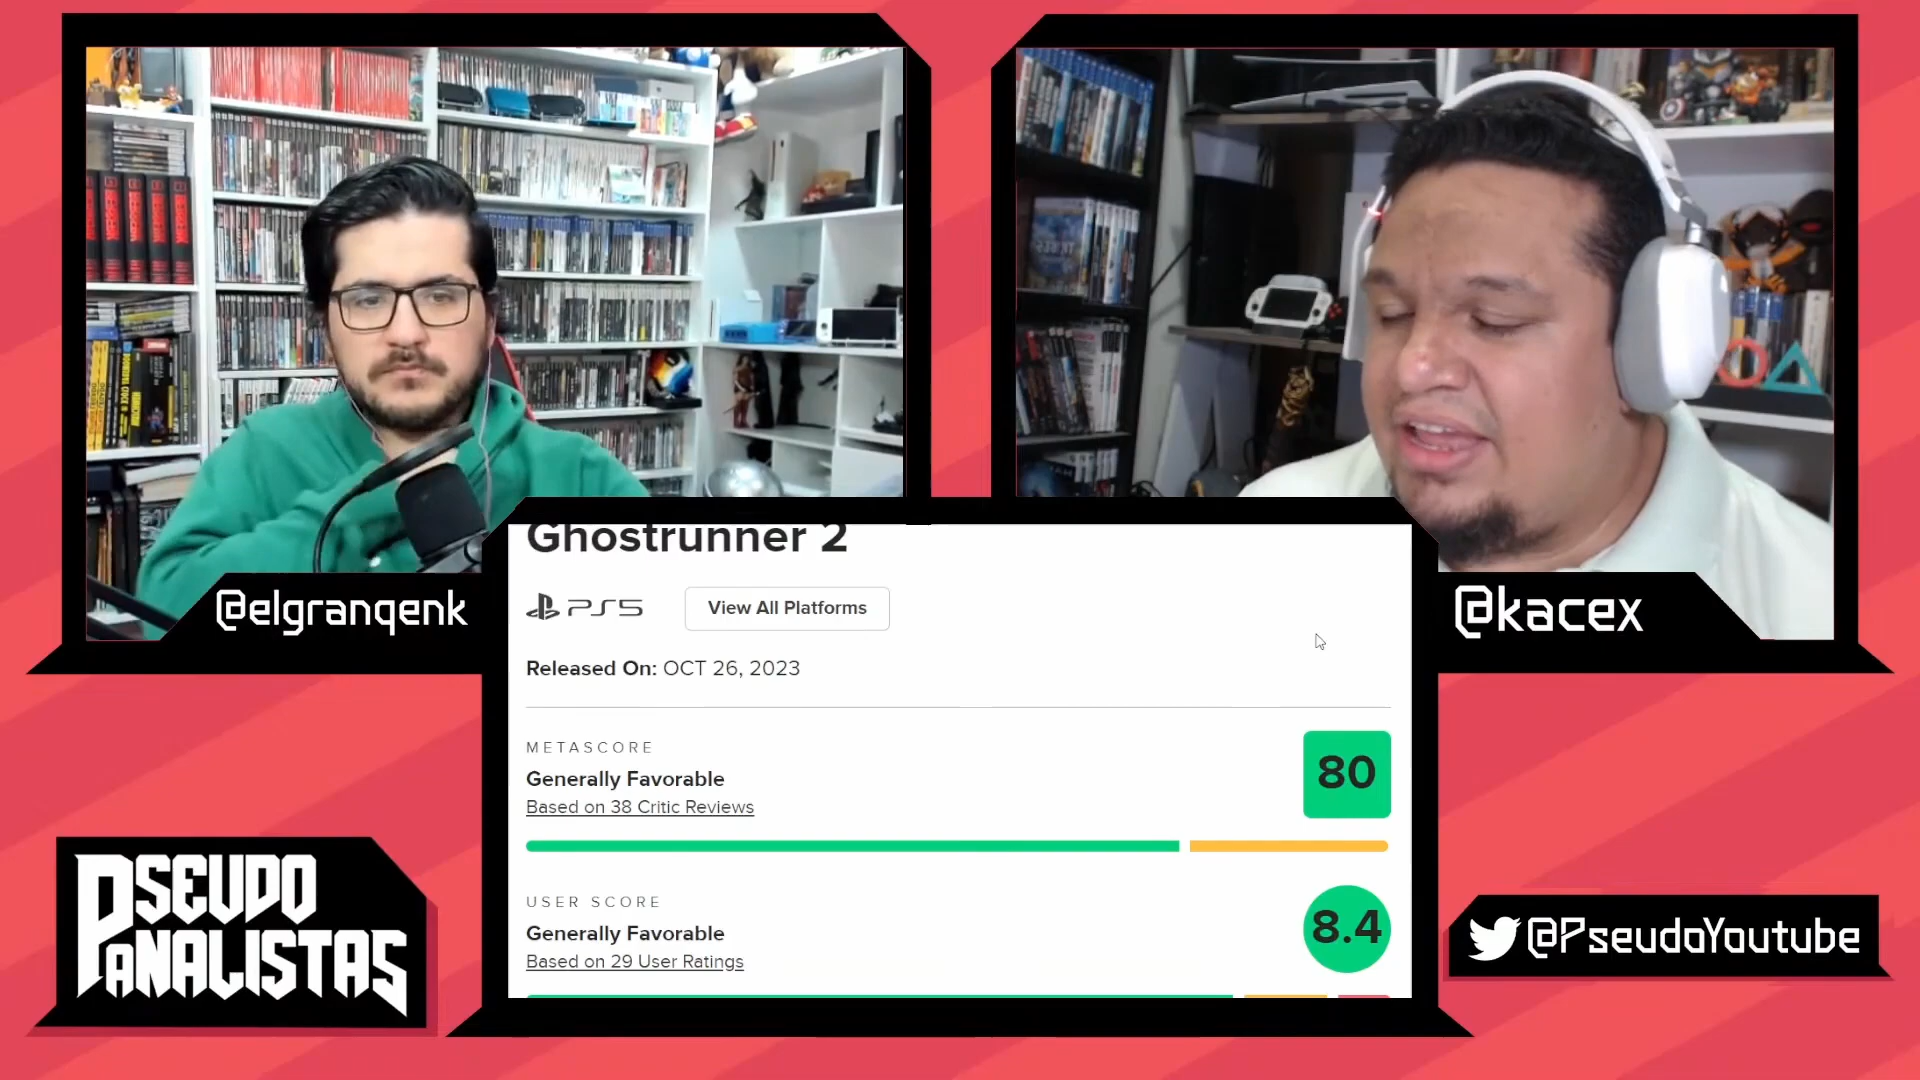 @elgranqenk
@kacex
Ghostrunner 2
PS5
View All Platforms
Released On: OCT 26, 2023
METASCORE
Generally Favorable
80
Based on 38 Critic Reviews
USER SCORE
Generally Favorable
8.4
Based on 29 User Ratings
PSEUDO
ANALISTAS
@PseudoYoutube